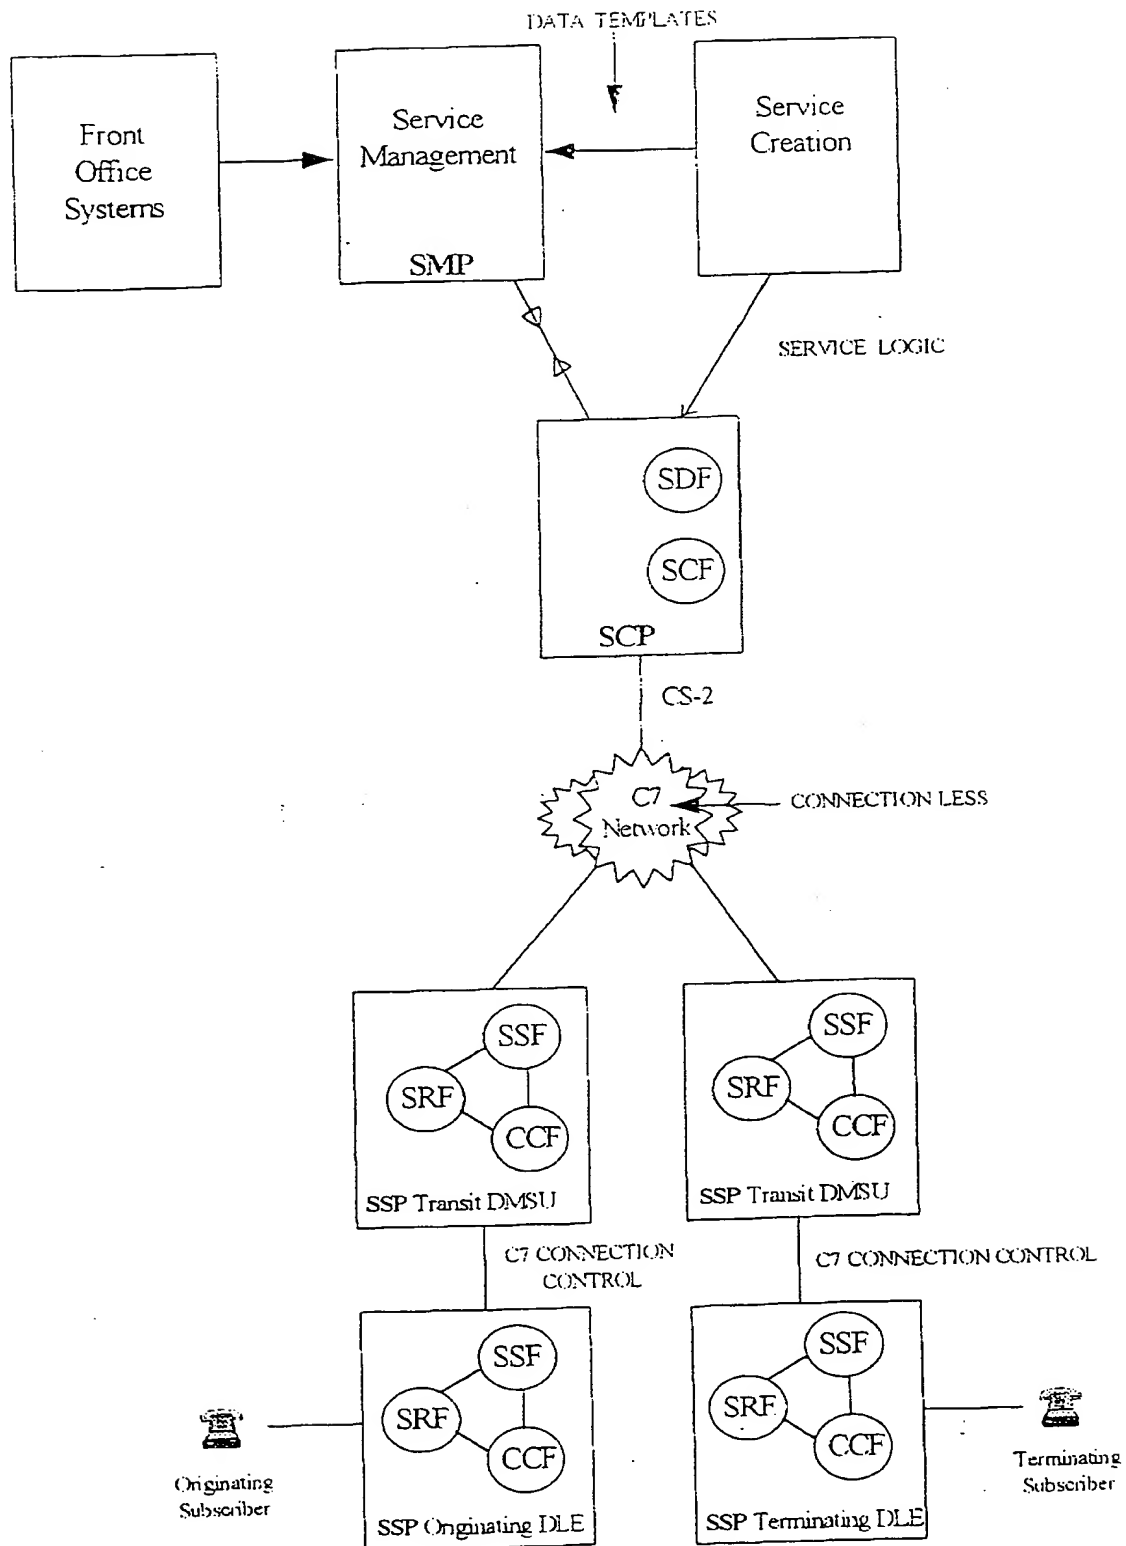 DATA TEMPLATES
Front
Office
Systems
Service
Management
SMP
Service
Creation
SERVICE LOGIC
SDF
SCF
SCP
CS-2
C7
Network
CONNECTION LESS
SSF
SRF
CCF
SSP Transit DMSU
SSF
SRF
CCF
SSP Transit DMSU
C7 CONNECTION
CONTROL
C7 CONNECTION CONTROL
SSF
SRF
CCF
SSP Originating DLE
SSF
SRF
CCF
SSP Terminating DLE
Originating
Subscriber
Terminating
Subscriber